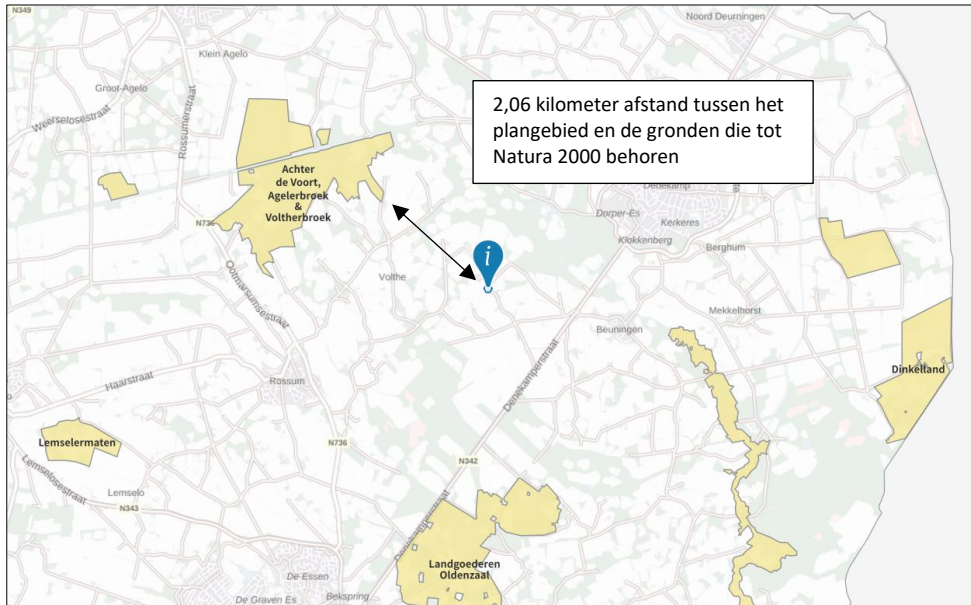 N349
Noord Deurningen
Klein Agelo
Groot-Agelo
Weerselosestraat
Rossumerstraat
2,06 kilometer afstand tussen het
plangebied en de gronden die tot
Natura 2000 behoren
Achter
de Voort,
Agelerbroek
&
Voltherbroek
Denekamp
Dorper-Es
Kerkeres
Klokkenberg
Berghum
N736
Volthe
i
Ootmarsumsestraat
Mekkelhorst
Beuningen
Dinkelland
Haarstraat
Rossum
Denekamperstraat
Lemselermaten
N736
N342
Lemselosestraat
Lemselo
N343
Denekamperstraat
Landgoederen
Oldenzaal
De Essen
Bekspring
De Graven Es